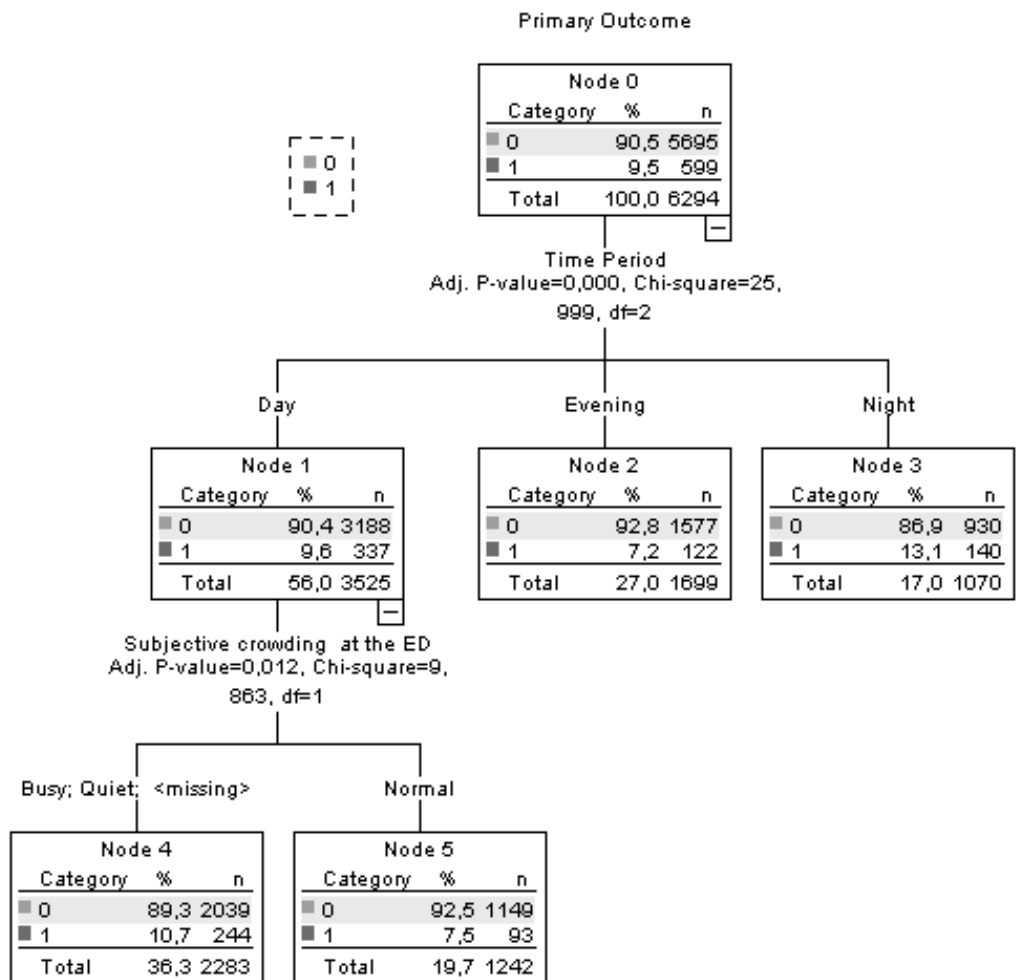 Primary Outcome
Node 0
Category % n
0 90,5 5695
1 9,5 599
Total 100,0 6294
0
1
Time Period
Adj. P-value=0,000, Chi-square=25,
999, df=2
Day
Evening
Night
Node 1
Category % n
0 90,4 3188
1 9,6 337
Total 56,0 3525
Node 2
Category % n
0 92,8 1577
1 7,2 122
Total 27,0 1699
Node 3
Category % n
0 86,9 930
1 13,1 140
Total 17,0 1070
Subjective crowding at the ED
Adj. P-value=0,012, Chi-square=9,
863, df=1
Busy; Quiet; <missing>
Normal
Node 4
Category % n
0 89,3 2039
1 10,7 244
Total 36,3 2283
Node 5
Category % n
0 92,5 1149
1 7,5 93
Total 19,7 1242